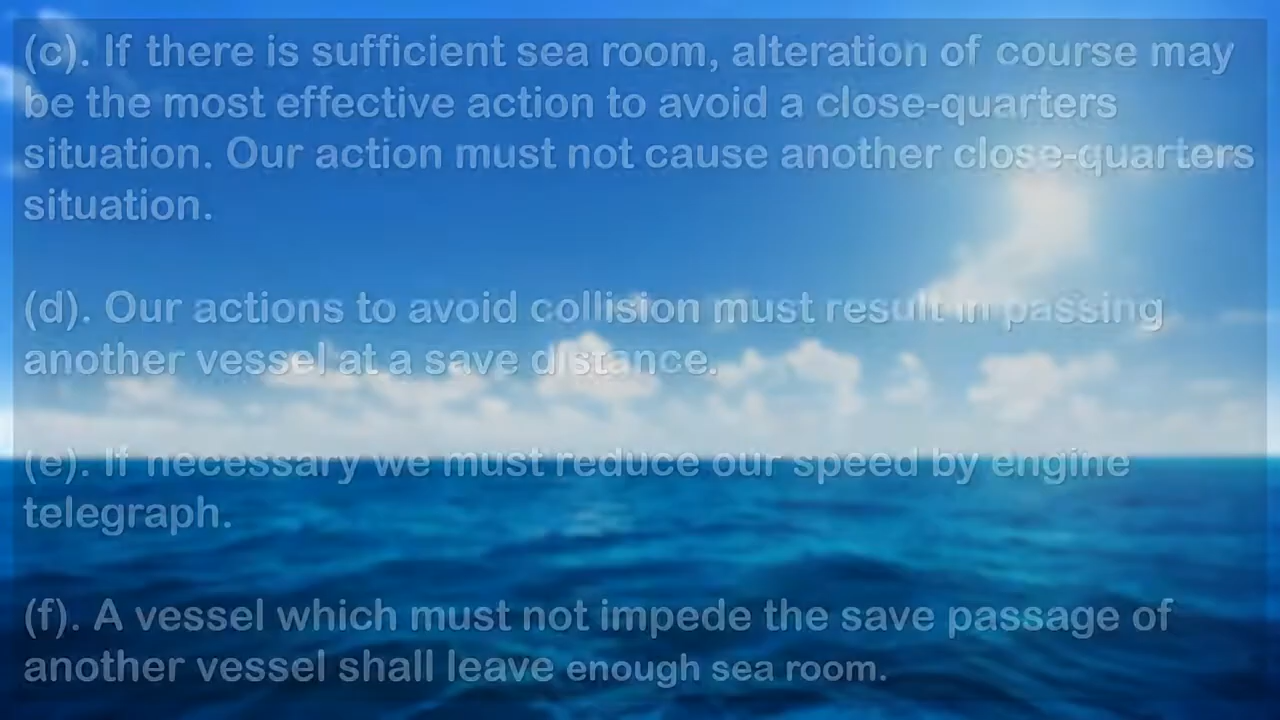 (c). If there is sufficient sea room, alteration of course may
be the most effective action to avoid a close-quarters
situation. Our action must not cause another close-quarters
situation.
(d). Our actions to avoid collision must result in passing
another vessel at a save distance.
(e). If necessary we must reduce our speed by engine
telegraph.
(f). A vessel which must not impede the save passage of
another vessel shall leave enough sea room.